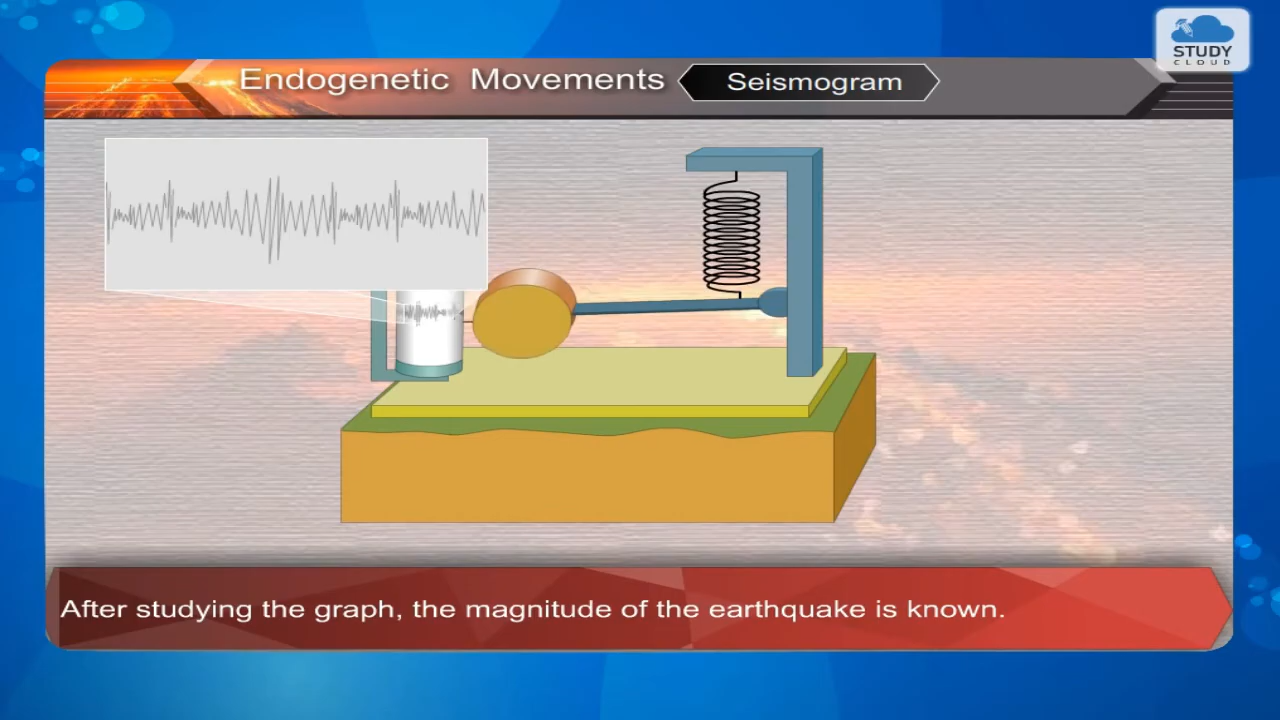 STUDY
CLOUD
Endogenetic Movements
Seismogram
After studying the graph, the magnitude of the earthquake is known.